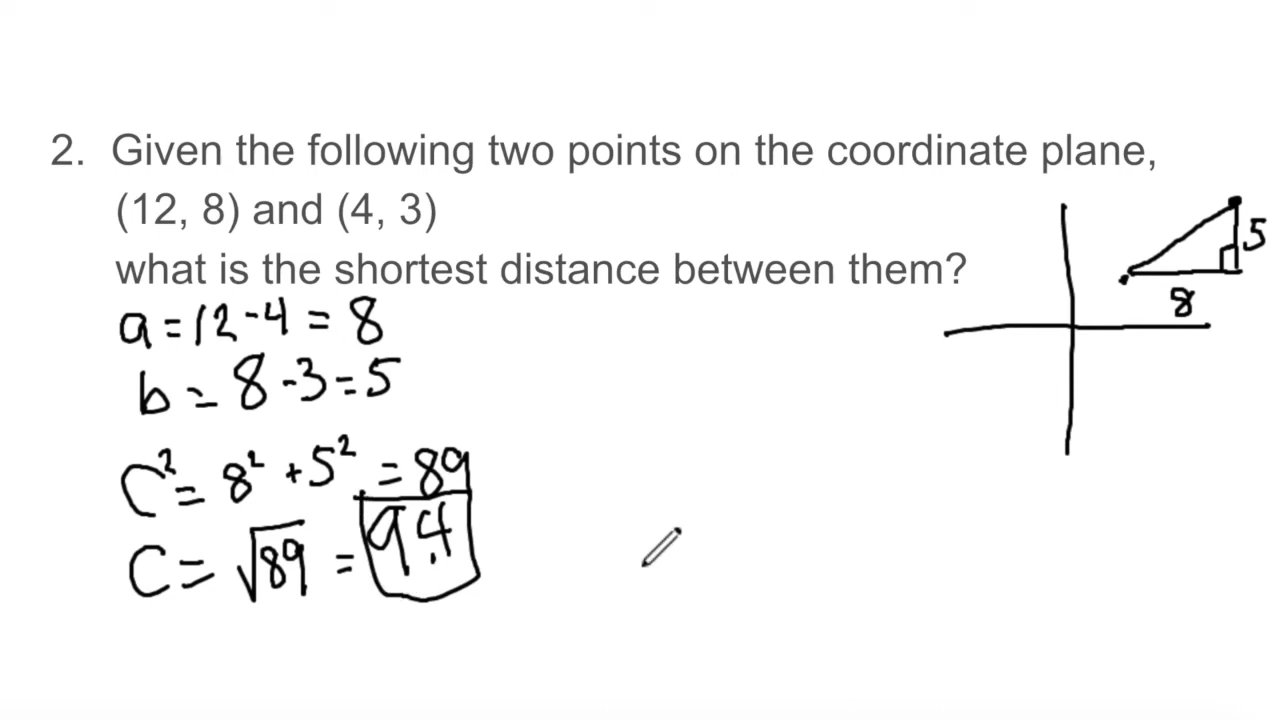 2. Given the following two points on the coordinate plane,
(12, 8) and (4, 3)
what is the shortest distance between them?
5
8
a = 12 - 4 = 8
b = 8 - 3 = 5
C² = 8² + 5² = 89
C = √89 = 9.4